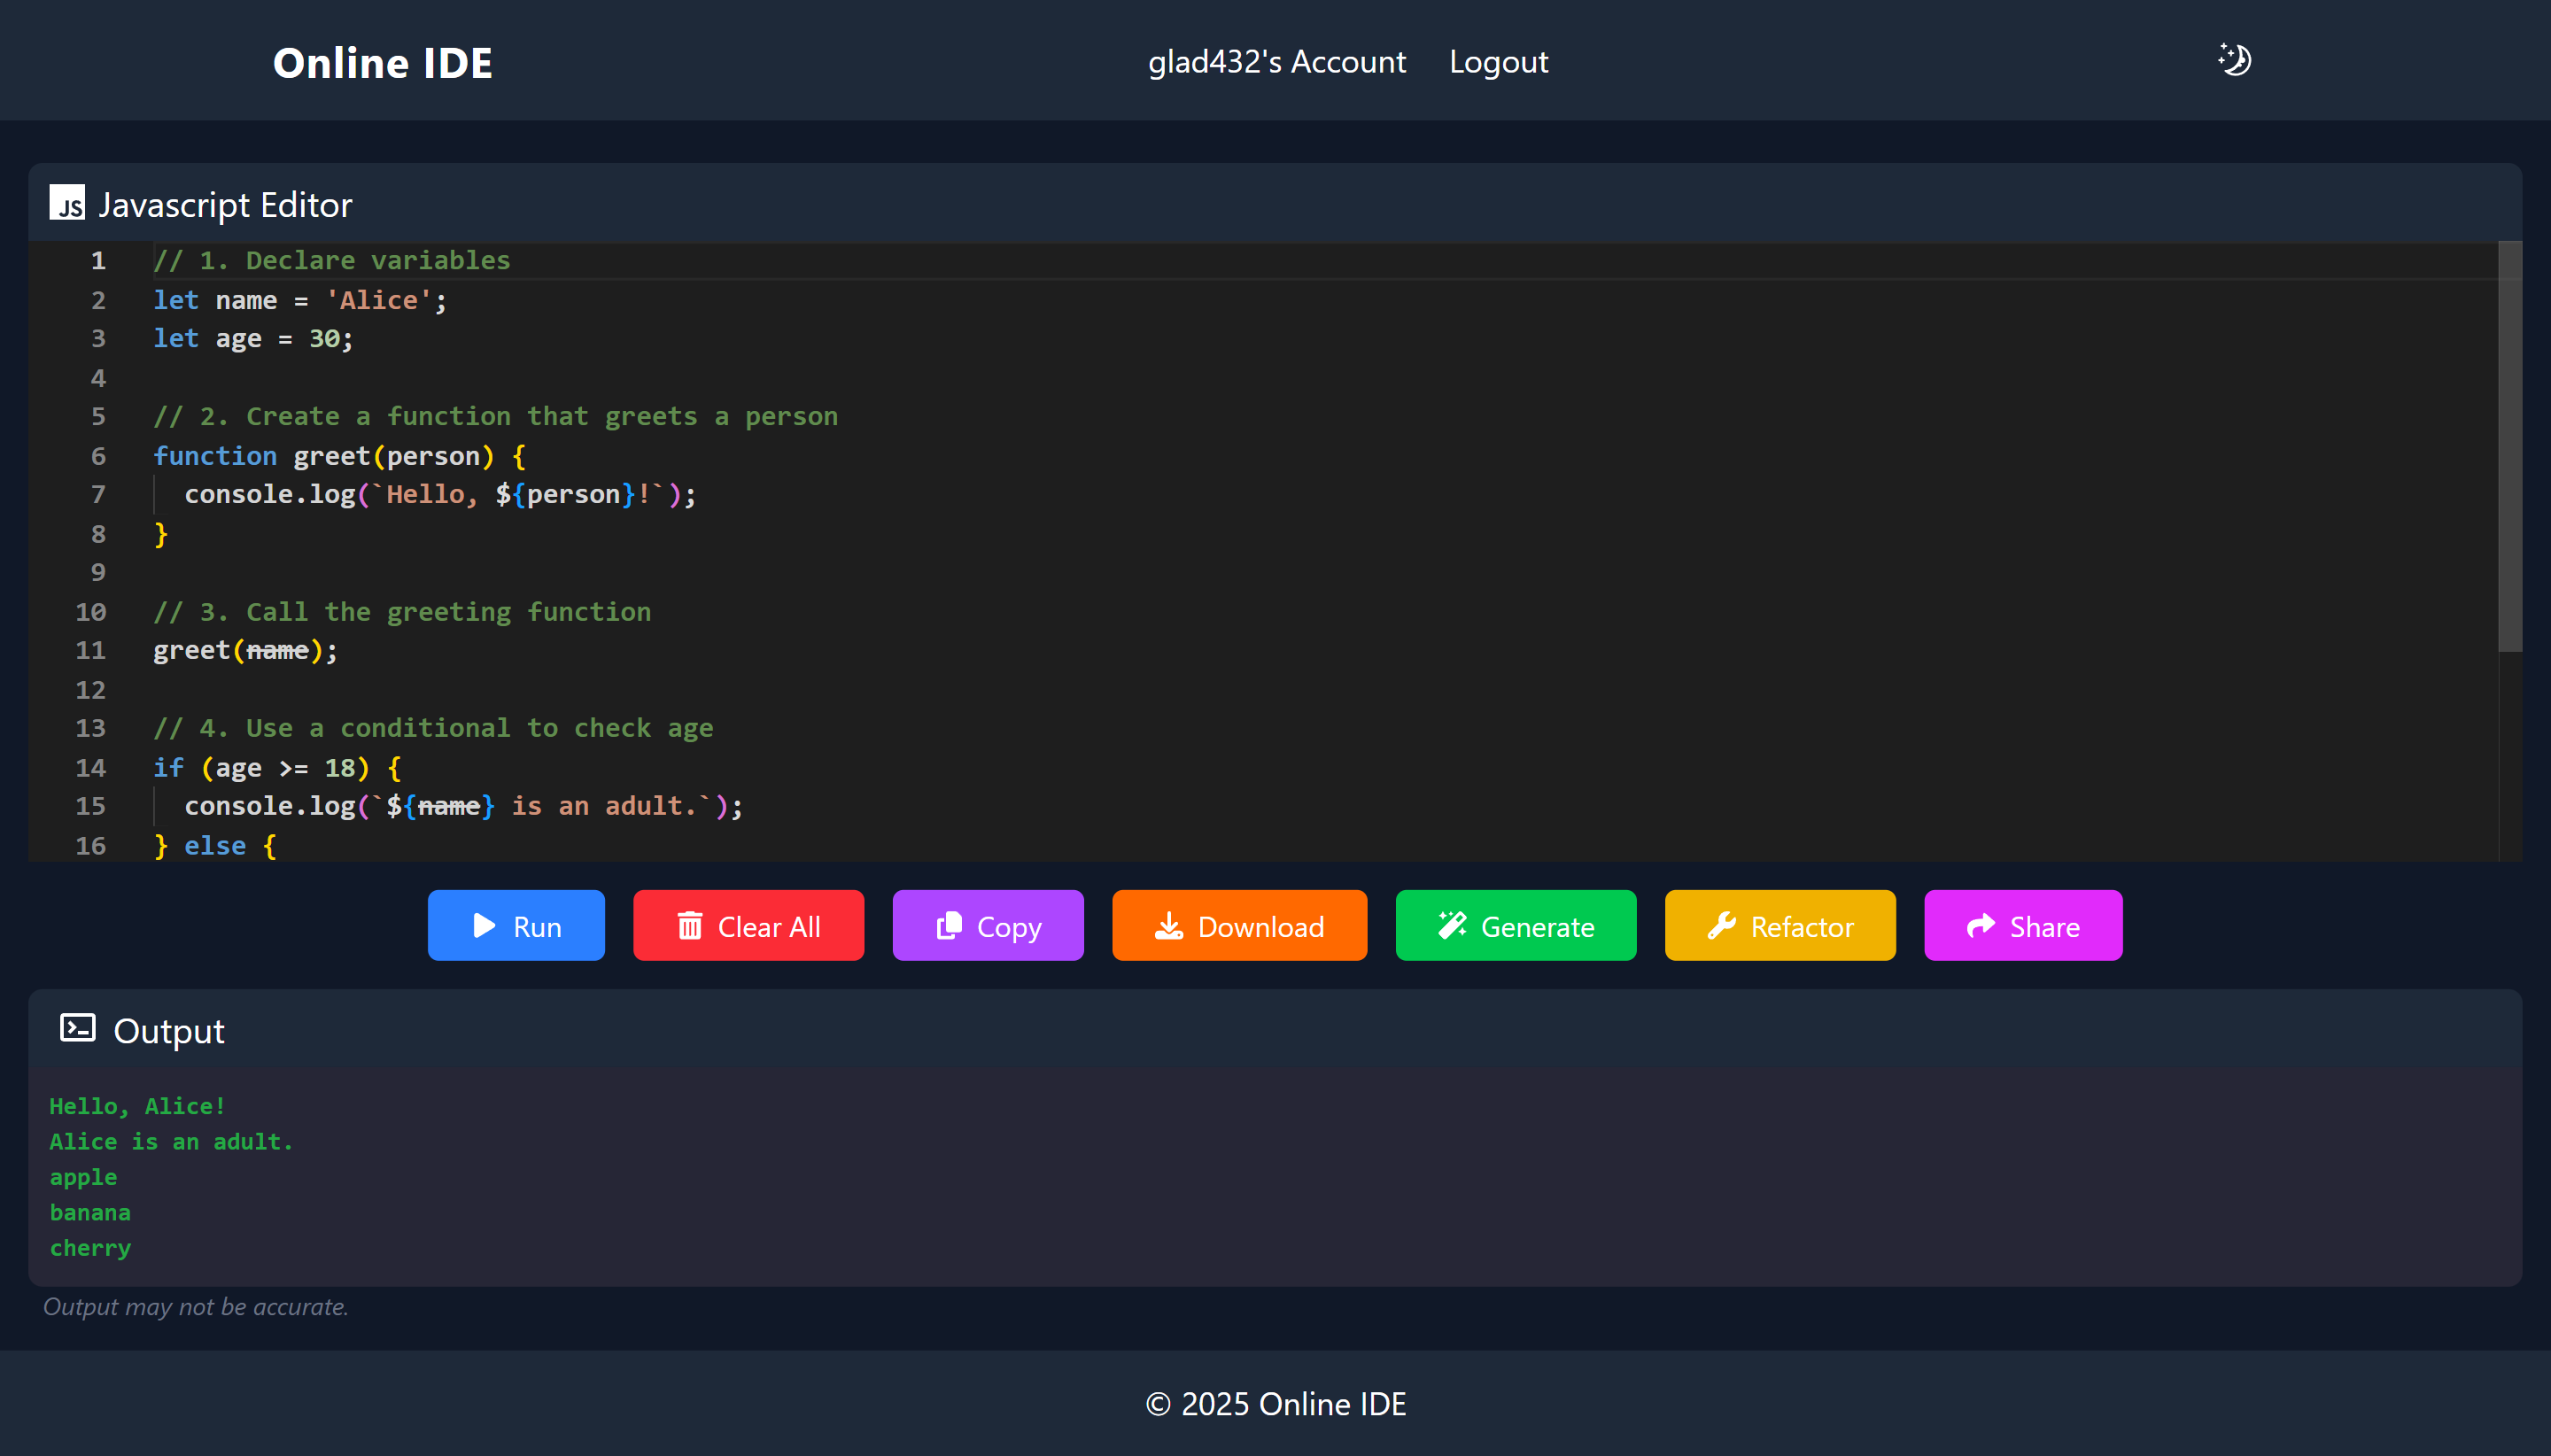 Online IDE
glad432's Account Logout
JS Javascript Editor
1 // 1. Declare variables
2 let name = 'Alice';
3 let age = 30;
4
5 // 2. Create a function that greets a person
6 function greet(person) {
7   console.log(`Hello, ${person}!`);
8 }
9
10 // 3. Call the greeting function
11 greet(name);
12
13 // 4. Use a conditional to check age
14 if (age >= 18) {
15   console.log(`${name} is an adult.`);
16 } else {
Run Clear All Copy Download Generate Refactor Share
Output
Hello, Alice!
Alice is an adult.
apple
banana
cherry
Output may not be accurate.
© 2025 Online IDE